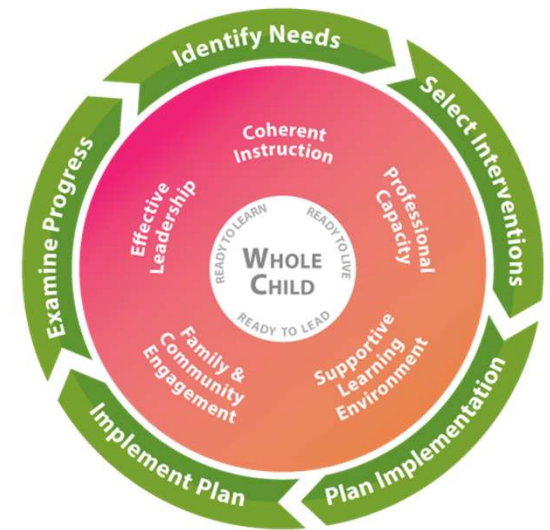 Identify Needs
Select Interventions
Plan Implementation
Implement Plan
Examine Progress
Coherent
Instruction
Professional
Capacity
Supportive
Learning
Environment
Family &
Community
Engagement
Effective
Leadership
READY TO LEARN
READY TO LIVE
READY TO LEAD
WHOLE
CHILD